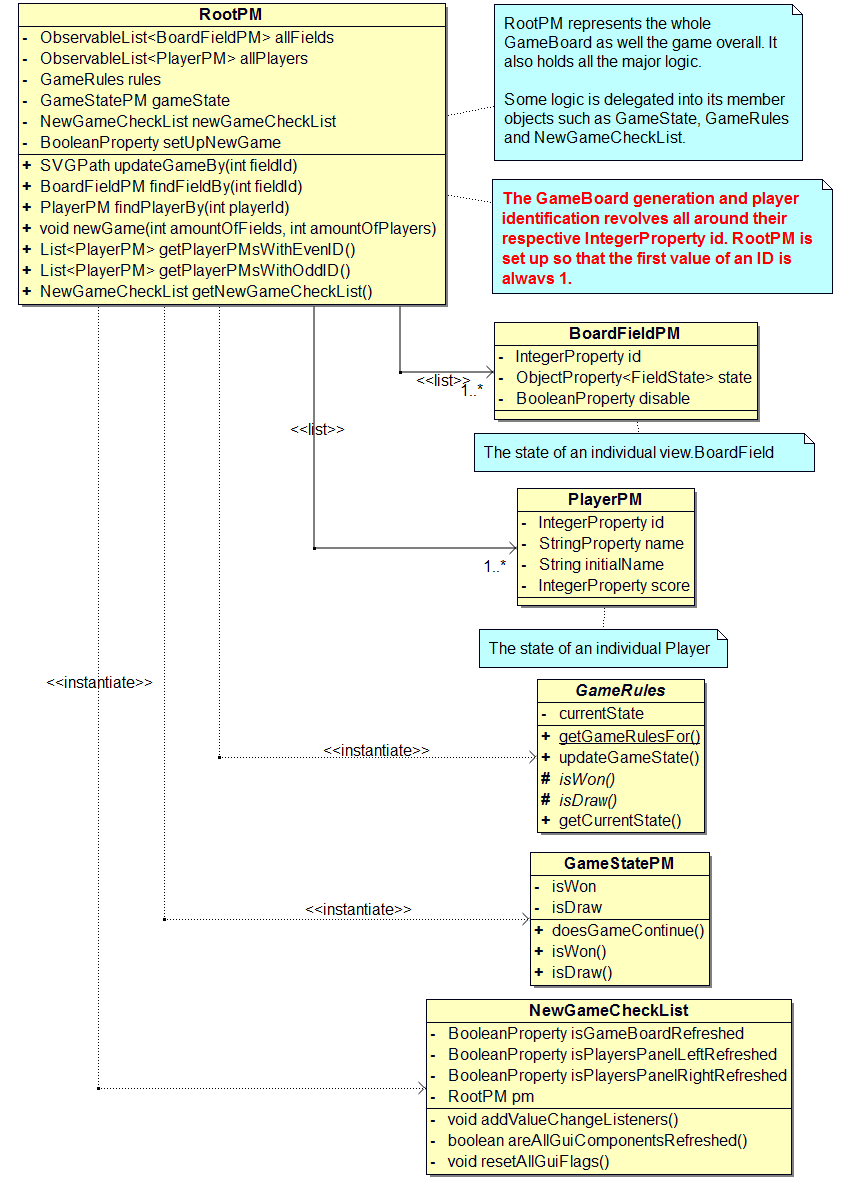 RootPM
- ObservableList<BoardFieldPM> allFields
- ObservableList<PlayerPM> allPlayers
- GameRules rules
- GameStatePM gameState
- NewGameCheckList newGameCheckList
- BooleanProperty setUpNewGame
+ SVGPath updateGameBy(int fieldId)
+ BoardFieldPM findFieldBy(int fieldId)
+ PlayerPM findPlayerBy(int playerId)
+ void newGame(int amountOfFields, int amountOfPlayers)
+ List<PlayerPM> getPlayerPMsWithEvenID()
+ List<PlayerPM> getPlayerPMsWithOddID()
+ NewGameCheckList getNewGameCheckList()
RootPM represents the whole
GameBoard as well the game overall. It
also holds all the major logic.
Some logic is delegated into its member
objects such as GameState, GameRules
and NewGameCheckList.
The GameBoard generation and player
identification revolves all around their
respective IntegerProperty id. RootPM is
set up so that the first value of an ID is
always 1.
BoardFieldPM
- IntegerProperty id
- ObjectProperty<FieldState> state
- BooleanProperty disable
<<list>>
1..*
The state of an individual view.BoardField
<<list>>
PlayerPM
- IntegerProperty id
- StringProperty name
- String initialName
- IntegerProperty score
1..*
The state of an individual Player
<<instantiate>>
GameRules
- currentState
+ getGameRulesFor()
+ updateGameState()
# isWon()
# isDraw()
+ getCurrentState()
<<instantiate>>
GameStatePM
- isWon
- isDraw
+ doesGameContinue()
+ isWon()
+ isDraw()
<<instantiate>>
NewGameCheckList
- BooleanProperty isGameBoardRefreshed
- BooleanProperty isPlayersPanelLeftRefreshed
- BooleanProperty isPlayersPanelRightRefreshed
- RootPM pm
- void addValueChangeListeners()
- boolean areAllGuiComponentsRefreshed()
- void resetAllGuiFlags()